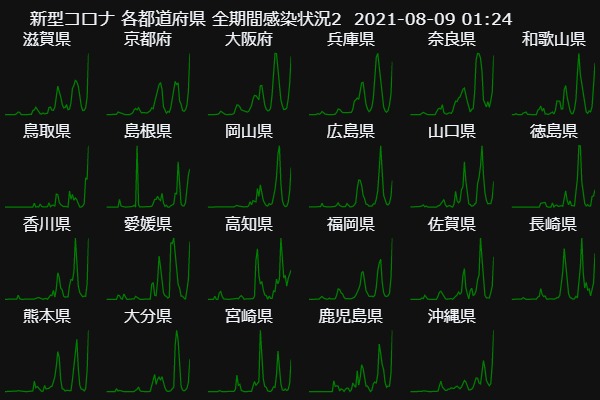 新型コロナ 各都道府県 全期間感染状況2 2021-08-09 01:24
滋賀県 京都府 大阪府 兵庫県 奈良県 和歌山県
鳥取県 島根県 岡山県 広島県 山口県 徳島県
香川県 愛媛県 高知県 福岡県 佐賀県 長崎県
熊本県 大分県 宮崎県 鹿児島県 沖縄県